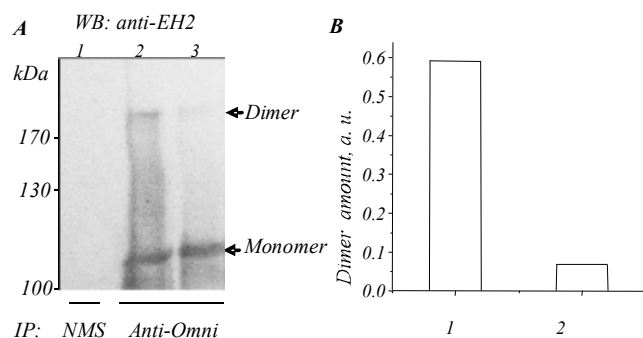 A
WB: anti-EH2
1 2 3
kDa
Dimer
170
130
Monomer
100
IP: NMS Anti-Omni
B
Dimer amount, a. u.
0.6
0.5
0.4
0.3
0.2
0.1
0.0
1 2